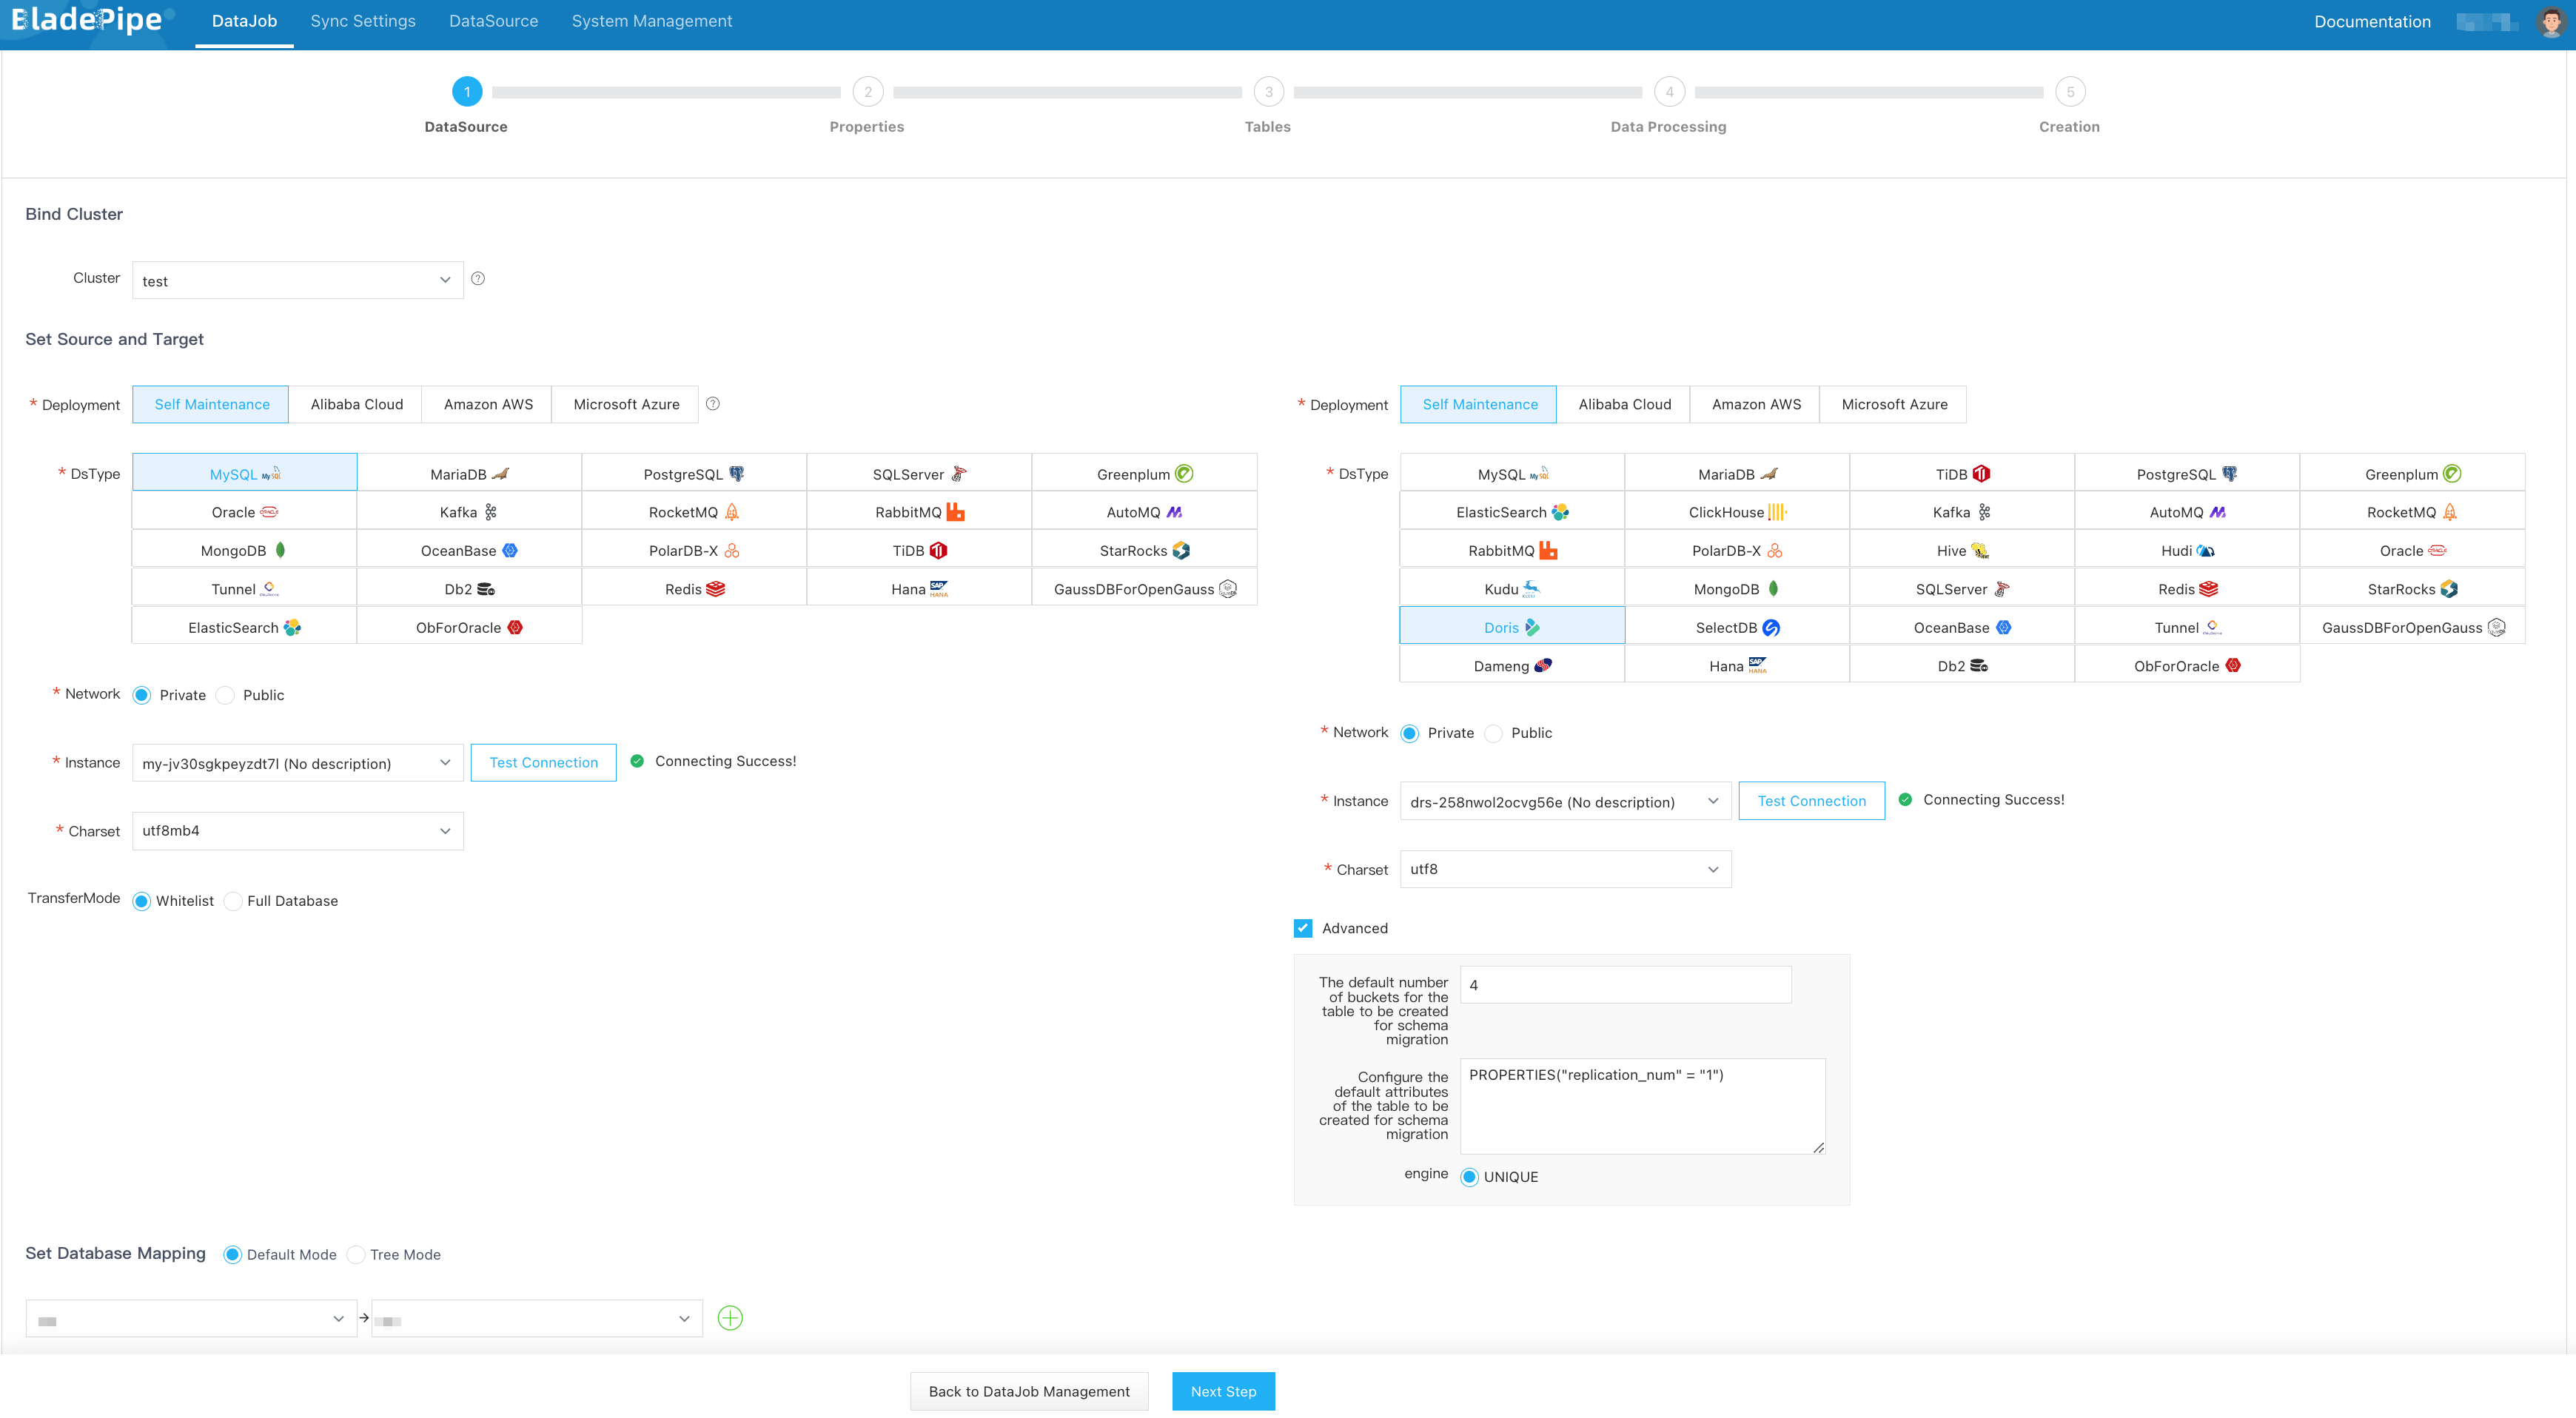 BladePipe DataJob Sync Settings DataSource System Management Documentation
1 2 3 4 5
DataSource Properties Tables Data Processing Creation
Bind Cluster
Cluster test ?
Set Source and Target
* Deployment Self Maintenance Alibaba Cloud Amazon AWS Microsoft Azure ?
* DsType MySQL MariaDB PostgreSQL SQLServer Greenplum
Oracle Kafka RocketMQ RabbitMQ AutoMQ
MongoDB OceanBase PolarDB-X TiDB StarRocks
Tunnel Db2 Redis Hana GaussDBForOpenGauss
ElasticSearch ObForOracle
* Network Private Public
* Instance my-jv30sgkpeyzdt7l (No description) Test Connection Connecting Success!
* Charset utf8mb4
TransferMode Whitelist Full Database
* Deployment Self Maintenance Alibaba Cloud Amazon AWS Microsoft Azure
* DsType MySQL MariaDB TiDB PostgreSQL Greenplum
ElasticSearch ClickHouse Kafka AutoMQ RocketMQ
RabbitMQ PolarDB-X Hive Hudi Oracle
Kudu MongoDB SQLServer Redis StarRocks
Doris SelectDB OceanBase Tunnel GaussDBForOpenGauss
Dameng Hana Db2 ObForOracle
* Network Private Public
* Instance drs-258nwol2ocvg56e (No description) Test Connection Connecting Success!
* Charset utf8
Advanced
The default number
of buckets for the
table to be created
for schema
migration
4
Configure the
default attributes
of the table to be
created for schema
migration
PROPERTIES("replication_num" = "1")
engine UNIQUE
Set Database Mapping Default Mode Tree Mode
Back to DataJob Management Next Step